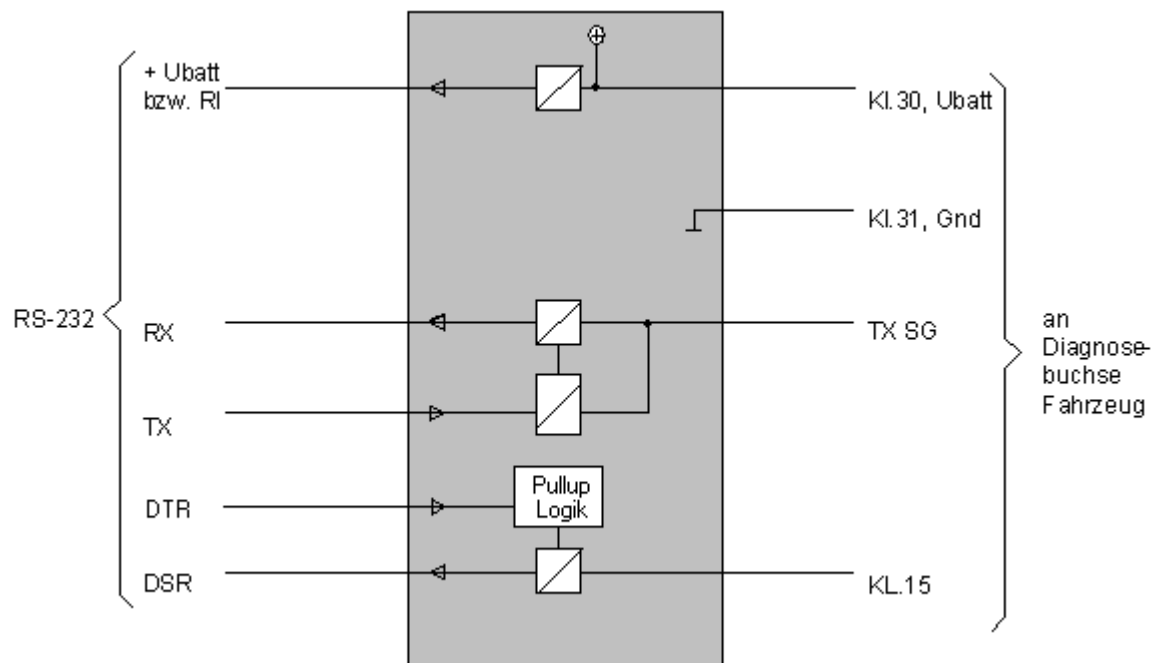 + Ubatt
bzw. RI
Kl.30, Ubatt
Kl.31, Gnd
RS-232
RX
TX SG
an
Diagnose-
buchse
Fahrzeug
TX
Pullup
Logik
DTR
DSR
KL.15